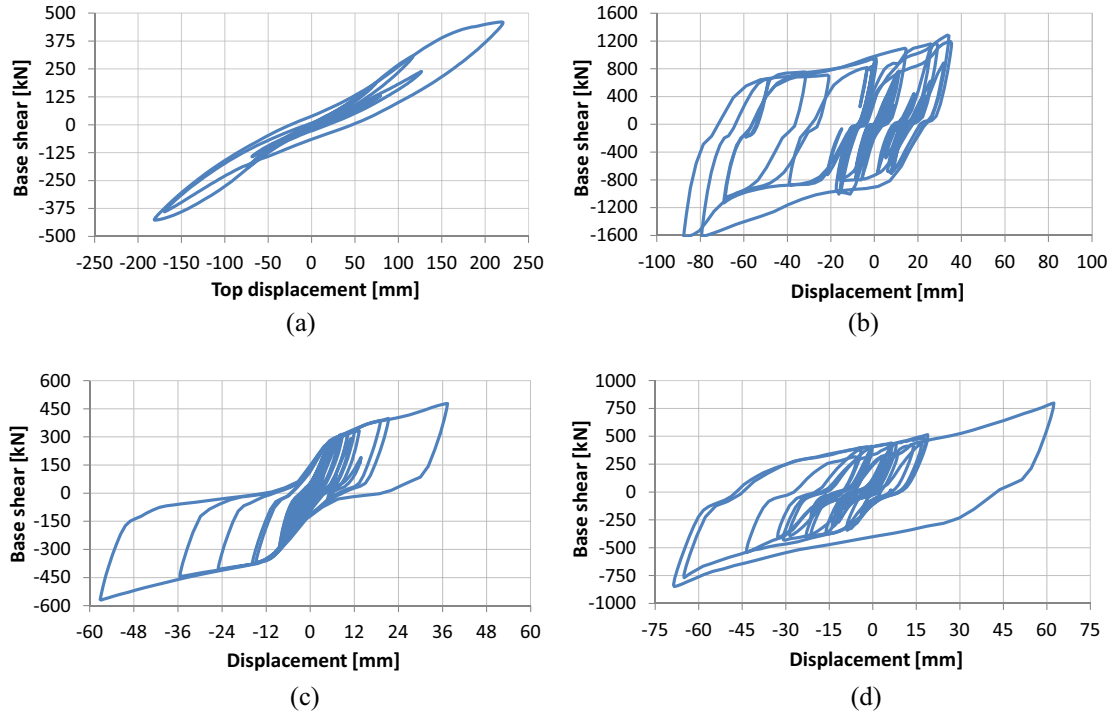 500
375
250
125
0
-125
-250
-375
-500
Base shear [kN]
-250 -200 -150 -100 -50 0 50 100 150 200 250
Top displacement [mm]
(a)
1600
1200
800
400
0
-400
-800
-1200
-1600
Base shear [kN]
-100 -80 -60 -40 -20 0 20 40 60 80 100
Displacement [mm]
(b)
600
450
300
150
0
-150
-300
-450
-600
Base shear [kN]
-60 -48 -36 -24 -12 0 12 24 36 48 60
Displacement [mm]
(c)
1000
750
500
250
0
-250
-500
-750
-1000
Base shear [kN]
-75 -60 -45 -30 -15 0 15 30 45 60 75
Displacement [mm]
(d)